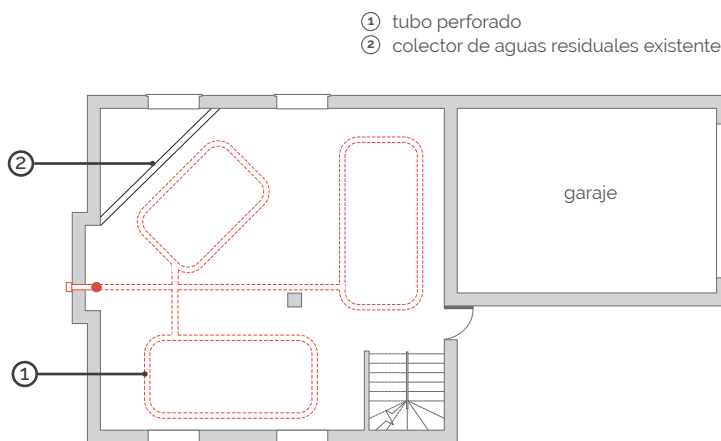 ① tubo perforado
② colector de aguas residuales existente
②
garaje
①